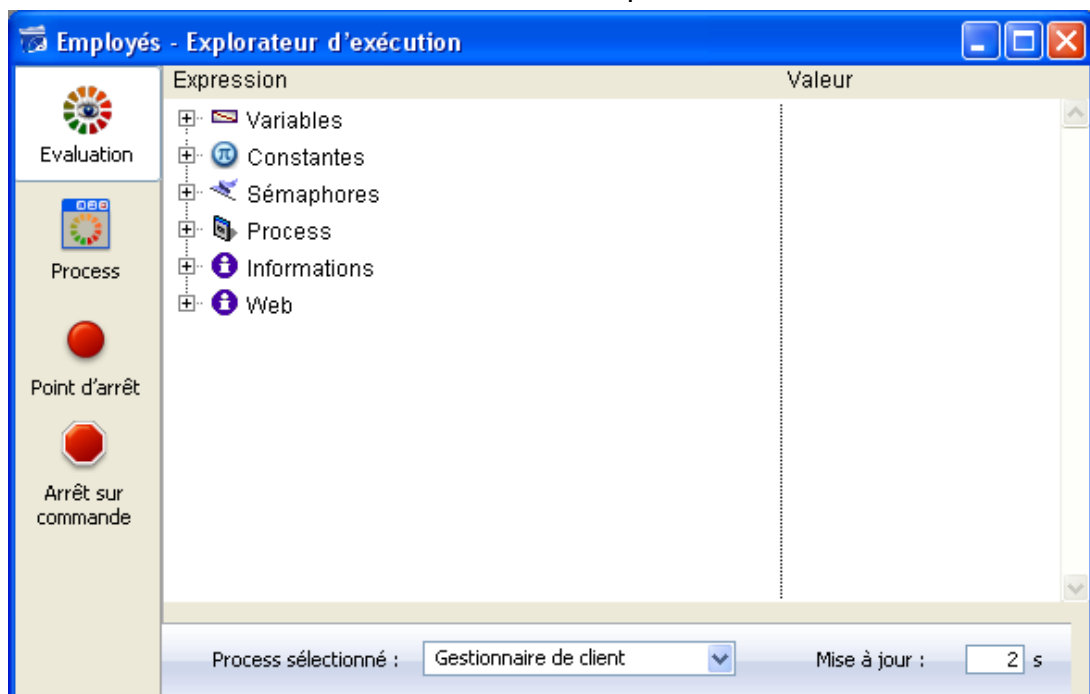 Employés - Explorateur d'exécution
Expression Valeur
Evaluation
Process
Point d'arrêt
Arrêt sur
commande
Variables
Constantes
Sémaphores
Process
Informations
Web
Process sélectionné : Gestionnaire de client Mise à jour : 2 s